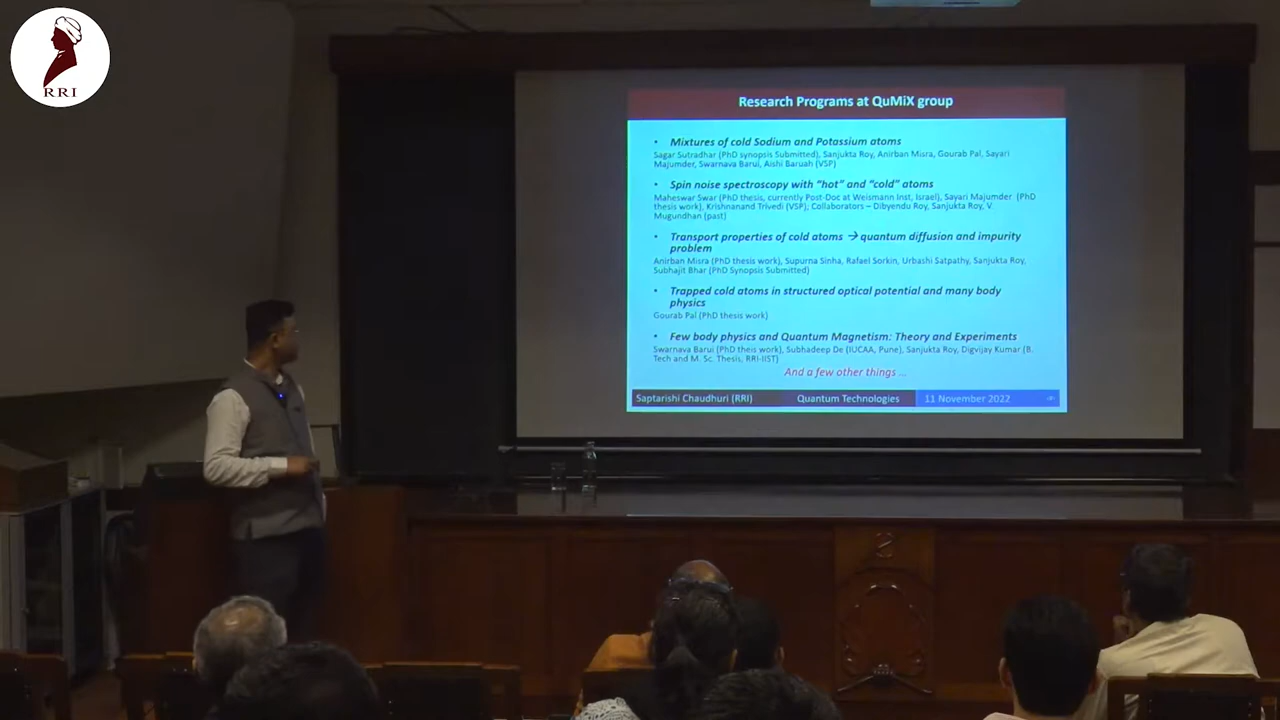 RRI
Research Programs at QuMiX group
• Mixtures of cold Sodium and Potassium atoms
Sagar Sutradhar (PhD synopsis Submitted), Sanjukta Roy, Anirban Misra, Gourab Pal, Sayari
Majumder, Swarnava Barui, Aishi Baruah (VSP)
• Spin noise spectroscopy with “hot” and “cold” atoms
Maheswar Swar (PhD thesis, currently Post-Doc at Weismann Inst, Israel), Sayari Majumder (PhD
thesis work), Krishnanand Trivedi (VSP); Collaborators – Dibyendu Roy, Sanjukta Roy, V.
Mugundhan (past)
• Transport properties of cold atoms → quantum diffusion and impurity
problem
Anirban Misra (PhD thesis work), Supurna Sinha, Rafael Sorkin, Urbashi Satpathy, Sanjukta Roy,
Subhajit Bhar (PhD Synopsis Submitted)
• Trapped cold atoms in structured optical potential and many body
physics
Gourab Pal (PhD thesis work)
• Few body physics and Quantum Magnetism: Theory and Experiments
Swarnava Barui (PhD theis work), Subhadeep De (IUCAA, Pune), Sanjukta Roy, Digvijay Kumar (B.
Tech and M. Sc. Thesis, RRI-IIST)
And a few other things ...
Saptarishi Chaudhuri (RRI) Quantum Technologies 11 November 2022